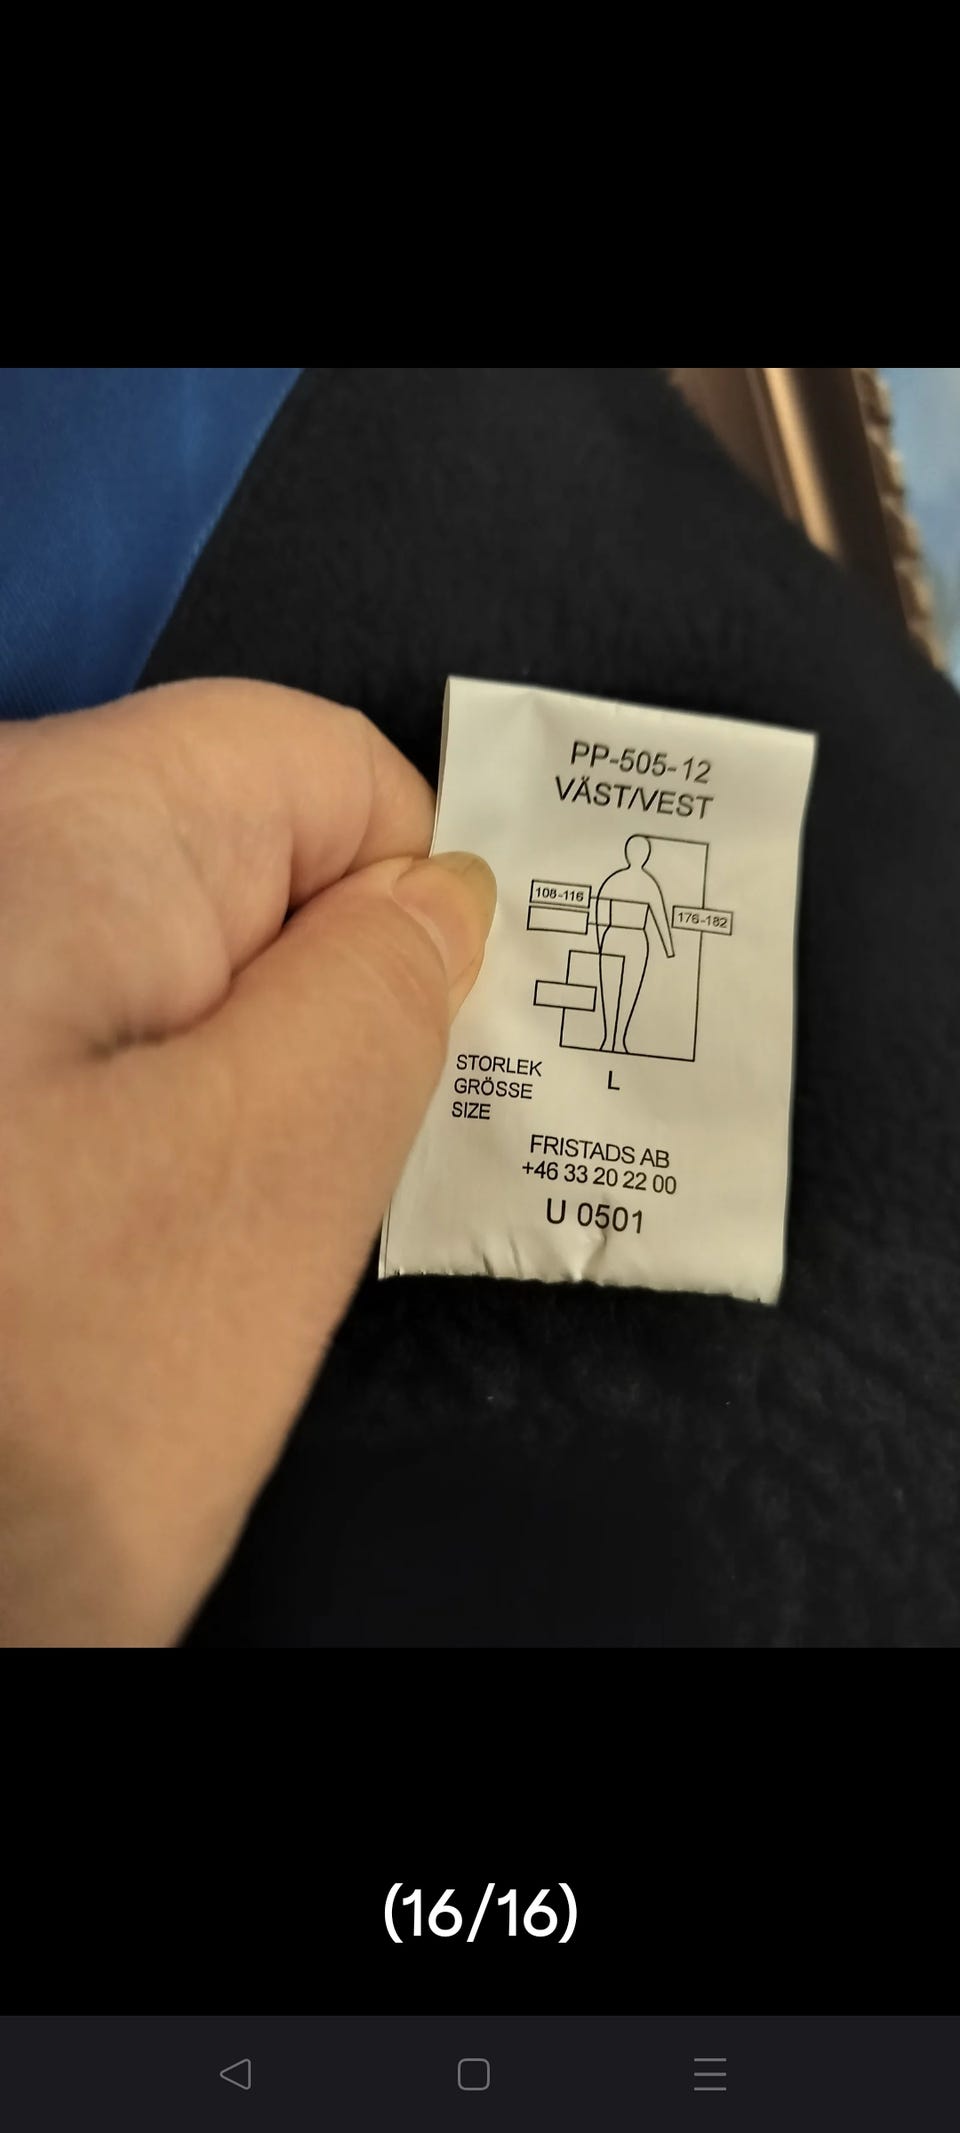 PP-505-12
VÄST/VEST
108-116
176-182
STORLEK
GRÖSSE
SIZE
L
FRISTADS AB
+46 33 20 22 00
U 0501
(16/16)